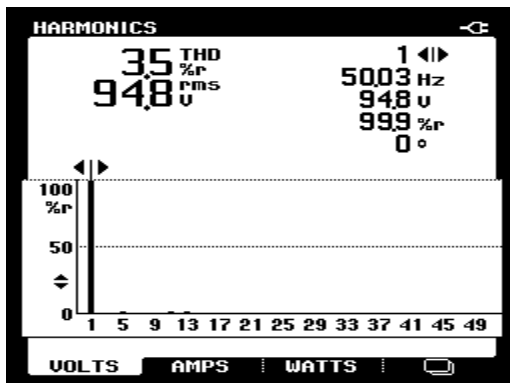 HARMONICS
3.5 THD %r
94.8 rms V
1
50.03 Hz
94.8 V
99.9 %r
0 °
100
%r
50
0
1 5 9 13 17 21 25 29 33 37 41 45 49
VOLTS AMPS WATTS